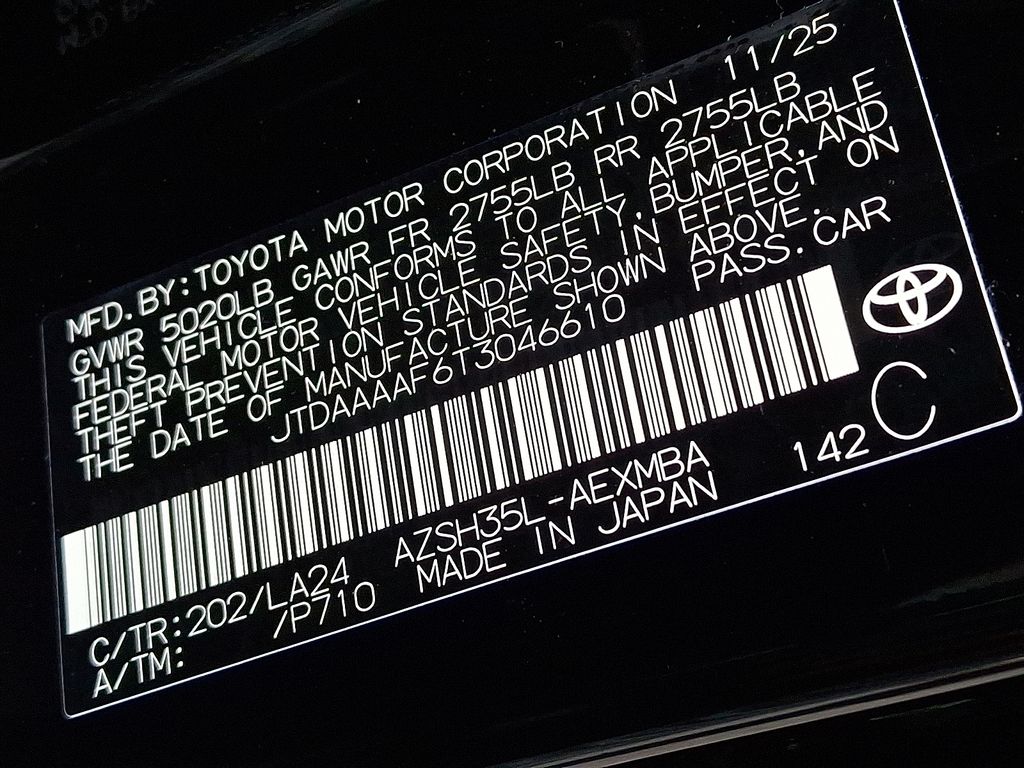 MFD.BY:TOYOTA MOTOR CORPORATION 11/25
GVWR 5020LB GAWR FR 2755LB RR 2755LB
THIS VEHICLE CONFORMS TO ALL APPLICABLE
FEDERAL MOTOR VEHICLE SAFETY,BUMPER,AND
THEFT PREVENTION STANDARDS IN EFFECT ON
THE DATE OF MANUFACTURE SHOWN ABOVE.
JTDAAAAF6T3046610 PASS.CAR
C/TR:202/LA24 AZSH35L-AEXMBA 142 C
A/TM: /P710 MADE IN JAPAN